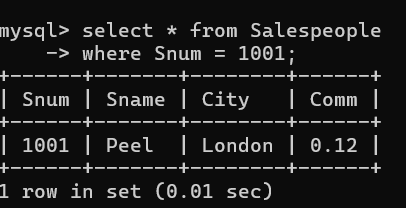 mysql> select * from Salespeople
    -> where Snum = 1001;
+------+-------+--------+------+
| Snum | Sname | City   | Comm |
+------+-------+--------+------+
| 1001 | Peel  | London | 0.12 |
+------+-------+--------+------+
1 row in set (0.01 sec)